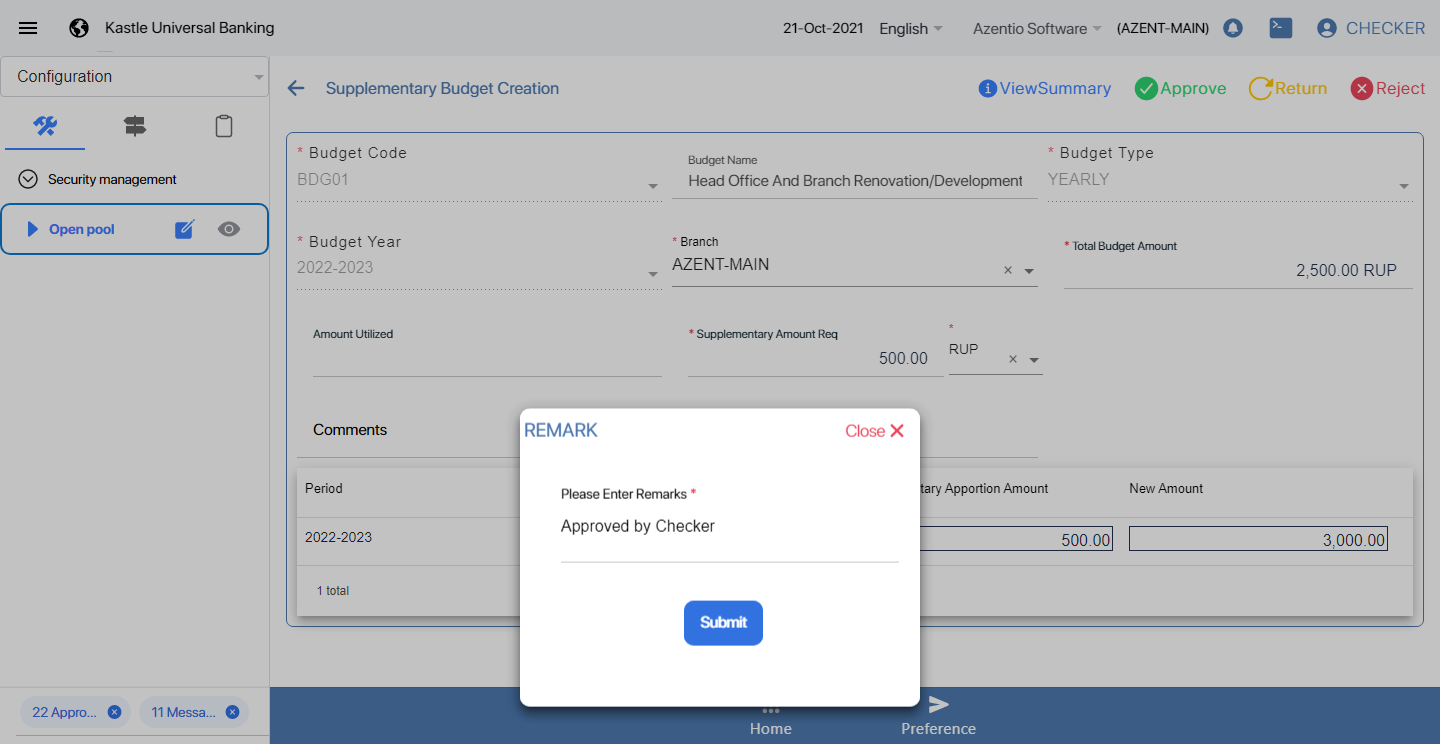 Kastle Universal Banking
21-Oct-2021 English Azentio Software (AZENT-MAIN) CHECKER
Configuration
Supplementary Budget Creation
ViewSummary Approve Return Reject
Security management
Open pool
* Budget Code
BDG01
Budget Name
Head Office And Branch Renovation/Development
* Budget Type
YEARLY
* Budget Year
2022-2023
* Branch
AZENT-MAIN
* Total Budget Amount
2,500.00 RUP
Amount Utilized
* Supplementary Amount Req
500.00
*
RUP
Comments
REMARK
Close
Please Enter Remarks *
Approved by Checker
Submit
Period
tary Apportion Amount
New Amount
2022-2023
500.00
3,000.00
1 total
22 Appro...
11 Messa...
Home
Preference